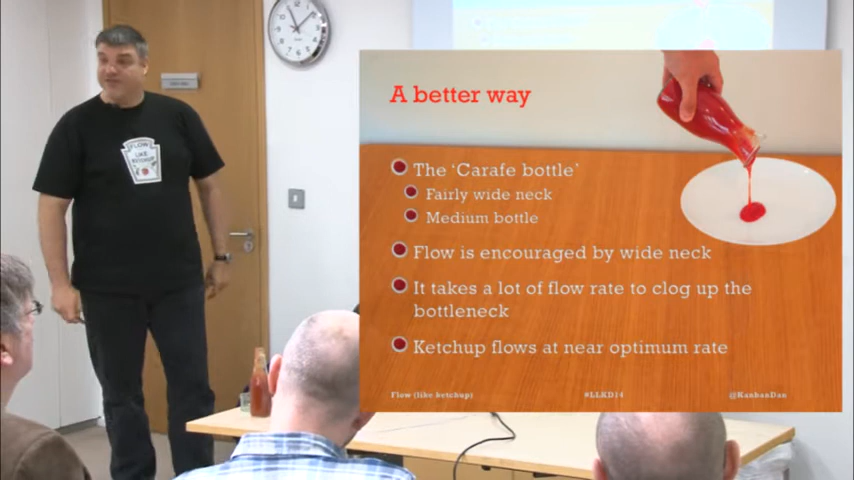 FLOW
LIKE
KETCHUP
A better way
The ‘Carafe bottle’
Fairly wide neck
Medium bottle
Flow is encouraged by wide neck
It takes a lot of flow rate to clog up the
bottleneck
Ketchup flows at near optimum rate
Flow (like ketchup)
#LLKD14
@KanbanDan